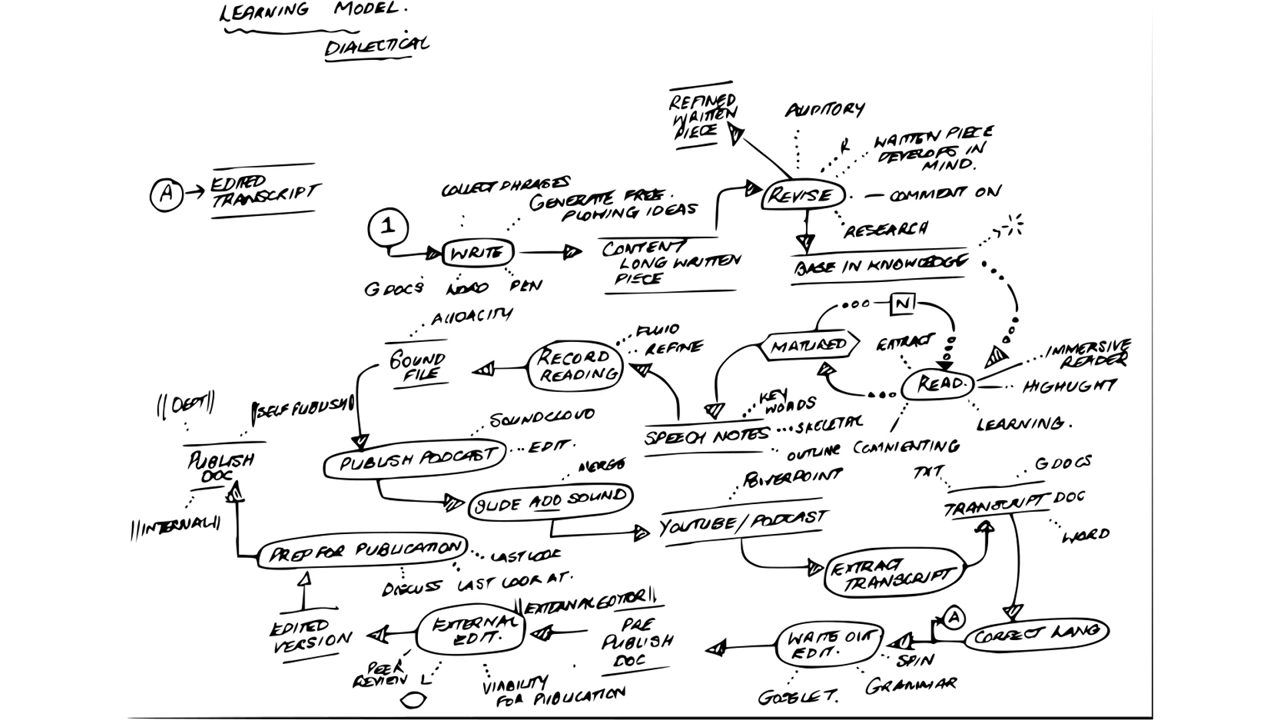 LEARNING MODEL.
DIALECTICAL
REFINED
WRITTEN
PIECE
AUDITORY
R
WRITTEN PIECE
DEVELOPS IN
MIND.
A
EDITED
TRANSCRIPT
COLLECT PHRASES
GENERATE FREE
FLOWING IDEAS
REVISE
COMMENT ON
1
WRITE
CONTENT
LONG WRITTEN
PIECE
RESEARCH
BASE IN KNOWLEDGE
G DOCS WORD PEN
AUDACITY
SOUND
FILE
RECORD
READING
FLUID
REFINE
MATURED
N
EXTRACT
READ.
IMMERSIVE
READER
HIGHLIGHT
LEARNING.
COMMENTING
KEY
WORDS
SKELETAL
OUTLINE
SPEECH NOTES
||DEPT||
||SELF PUBLISH||
PUBLISH
DOC
||INTERNAL||
PUBLISH PODCAST
SOUNDCLOUD
EDIT.
SLIDE ADD SOUND
MERGE
POWERPOINT
YOUTUBE/PODCAST
TXT
G DOCS
TRANSCRIPT DOC
WORD
PREP FOR PUBLICATION
LAST LOOK
DISCUSS LAST LOOK AT.
EXTRACT
TRANSCRIPT
EDITED
VERSION
EXTERNAL
EDIT.
||EXTERNAL EDITOR||
PEER
REVIEW
VIABILITY
FOR PUBLICATION
PRE
PUBLISH
DOC
WRITE OUT
EDIT.
SPIN
GRAMMAR
A
CORRECT LANG